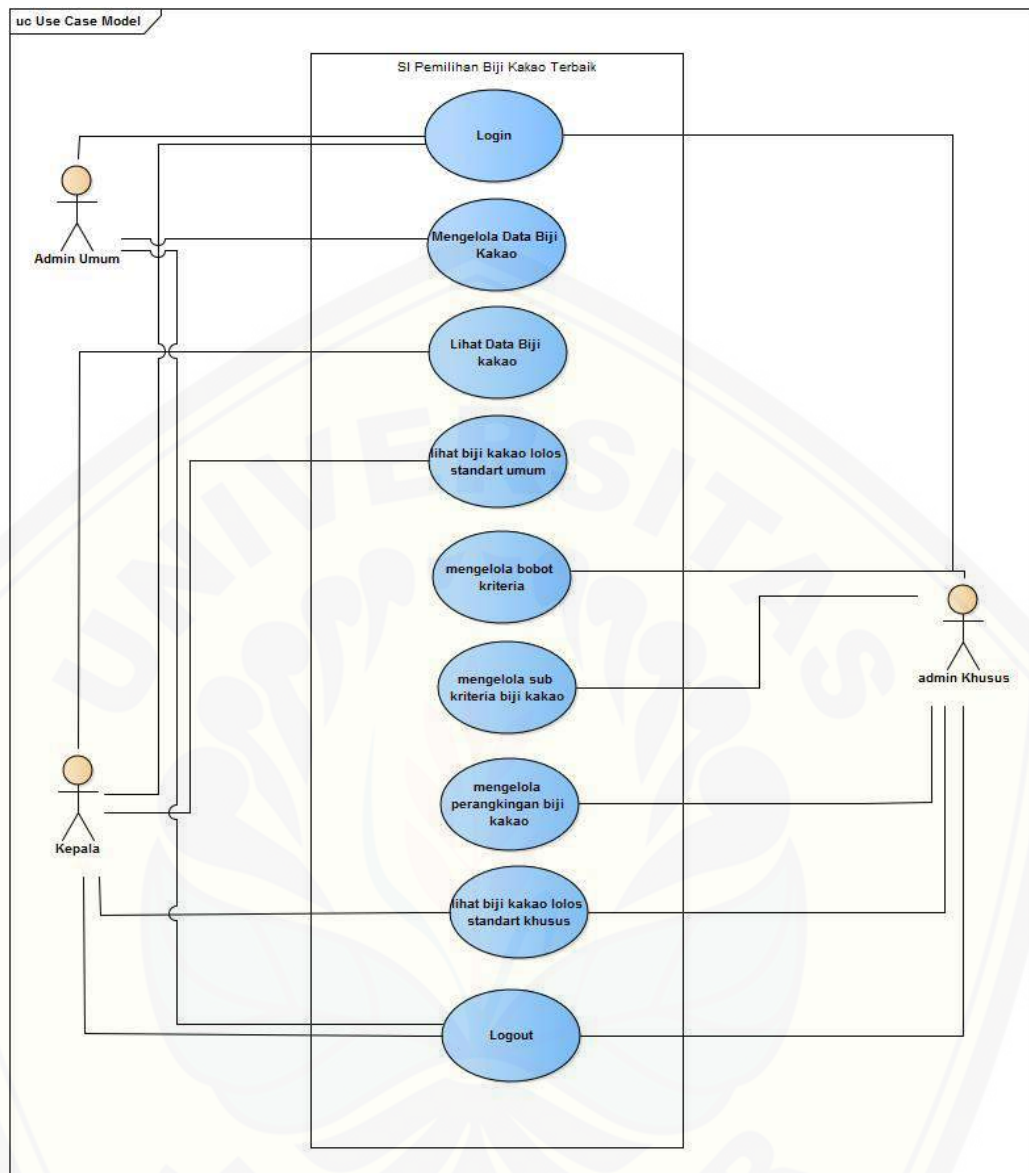 uc Use Case Model
SI Pemilihan Biji Kakao Terbaik
Login
Admin Umum
Mengelola Data Biji
Kakao
Lihat Data Biji
kakao
lihat biji kakao lolos
standart umum
mengelola bobot
kriteria
admin Khusus
mengelola sub
kriteria biji kakao
mengelola
perangkingan biji
kakao
Kepala
lihat biji kakao lolos
standart khusus
Logout
UNIVERSITAS